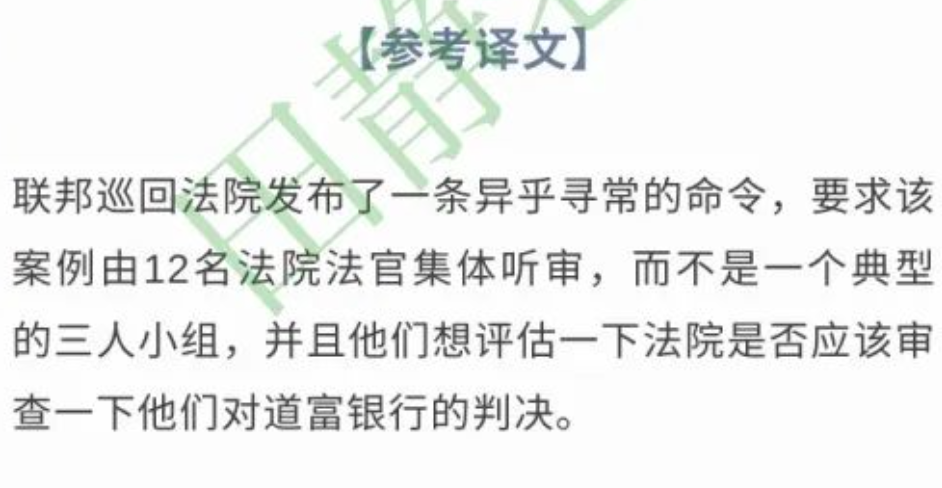 【参考译文】
田静
联邦巡回法院发布了一条异乎寻常的命令，要求该
案例由12名法院法官集体听审，而不是一个典型
的三人小组，并且他们想评估一下法院是否应该审
查一下他们对道富银行的判决。